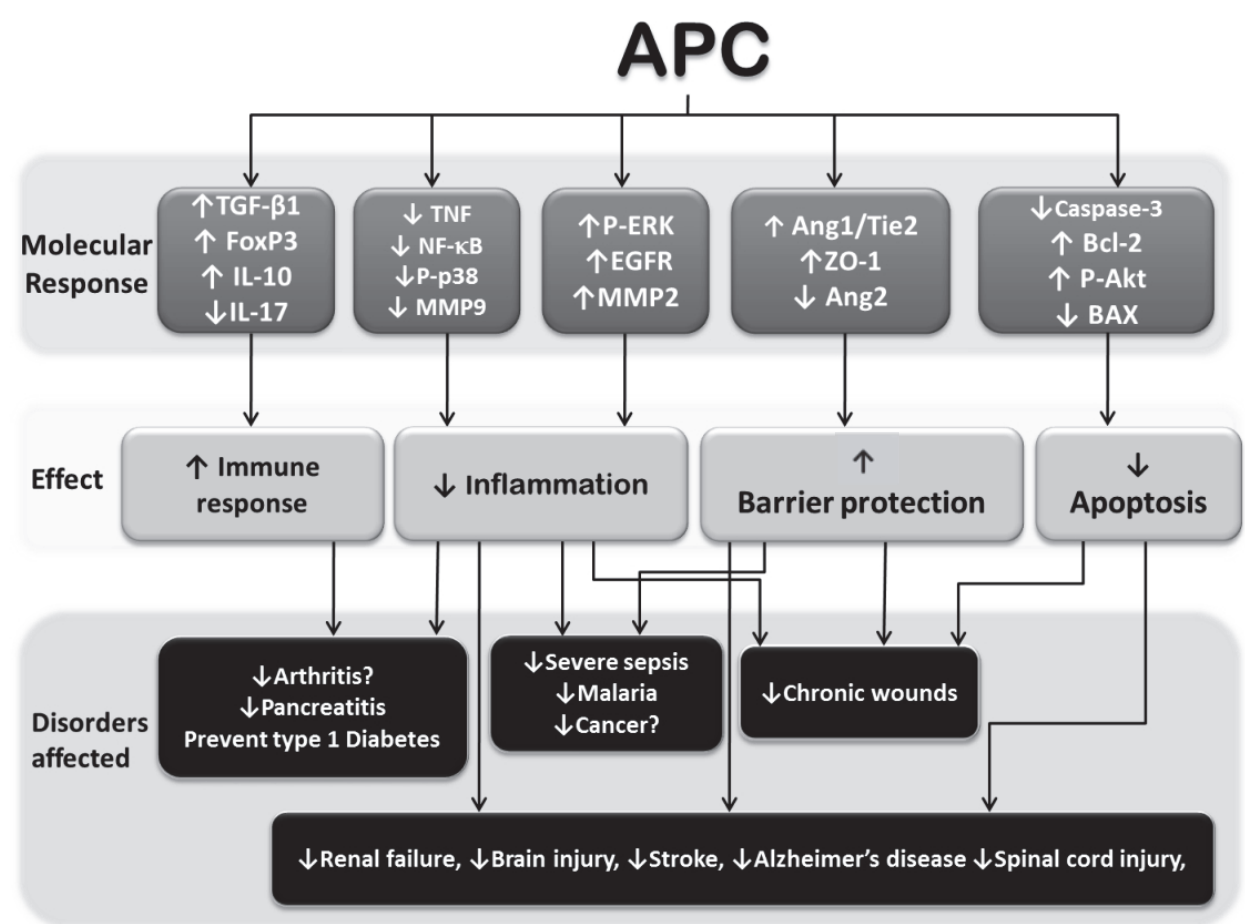 APC
Molecular
Response
↑TGF-β1
↑ FoxP3
↑ IL-10
↓IL-17
↓ TNF
↓ NF-κB
↓P-p38
↓ MMP9
↑P-ERK
↑EGFR
↑MMP2
↑ Ang1/Tie2
↑ZO-1
↓ Ang2
↓Caspase-3
↑ Bcl-2
↑ P-Akt
↓ BAX
Effect
↑ Immune
response
↓ Inflammation
↑
Barrier protection
↓
Apoptosis
Disorders
affected
↓Arthritis?
↓Pancreatitis
Prevent type 1 Diabetes
↓Severe sepsis
↓Malaria
↓Cancer?
↓Chronic wounds
↓Renal failure, ↓Brain injury, ↓Stroke, ↓Alzheimer’s disease ↓Spinal cord injury,